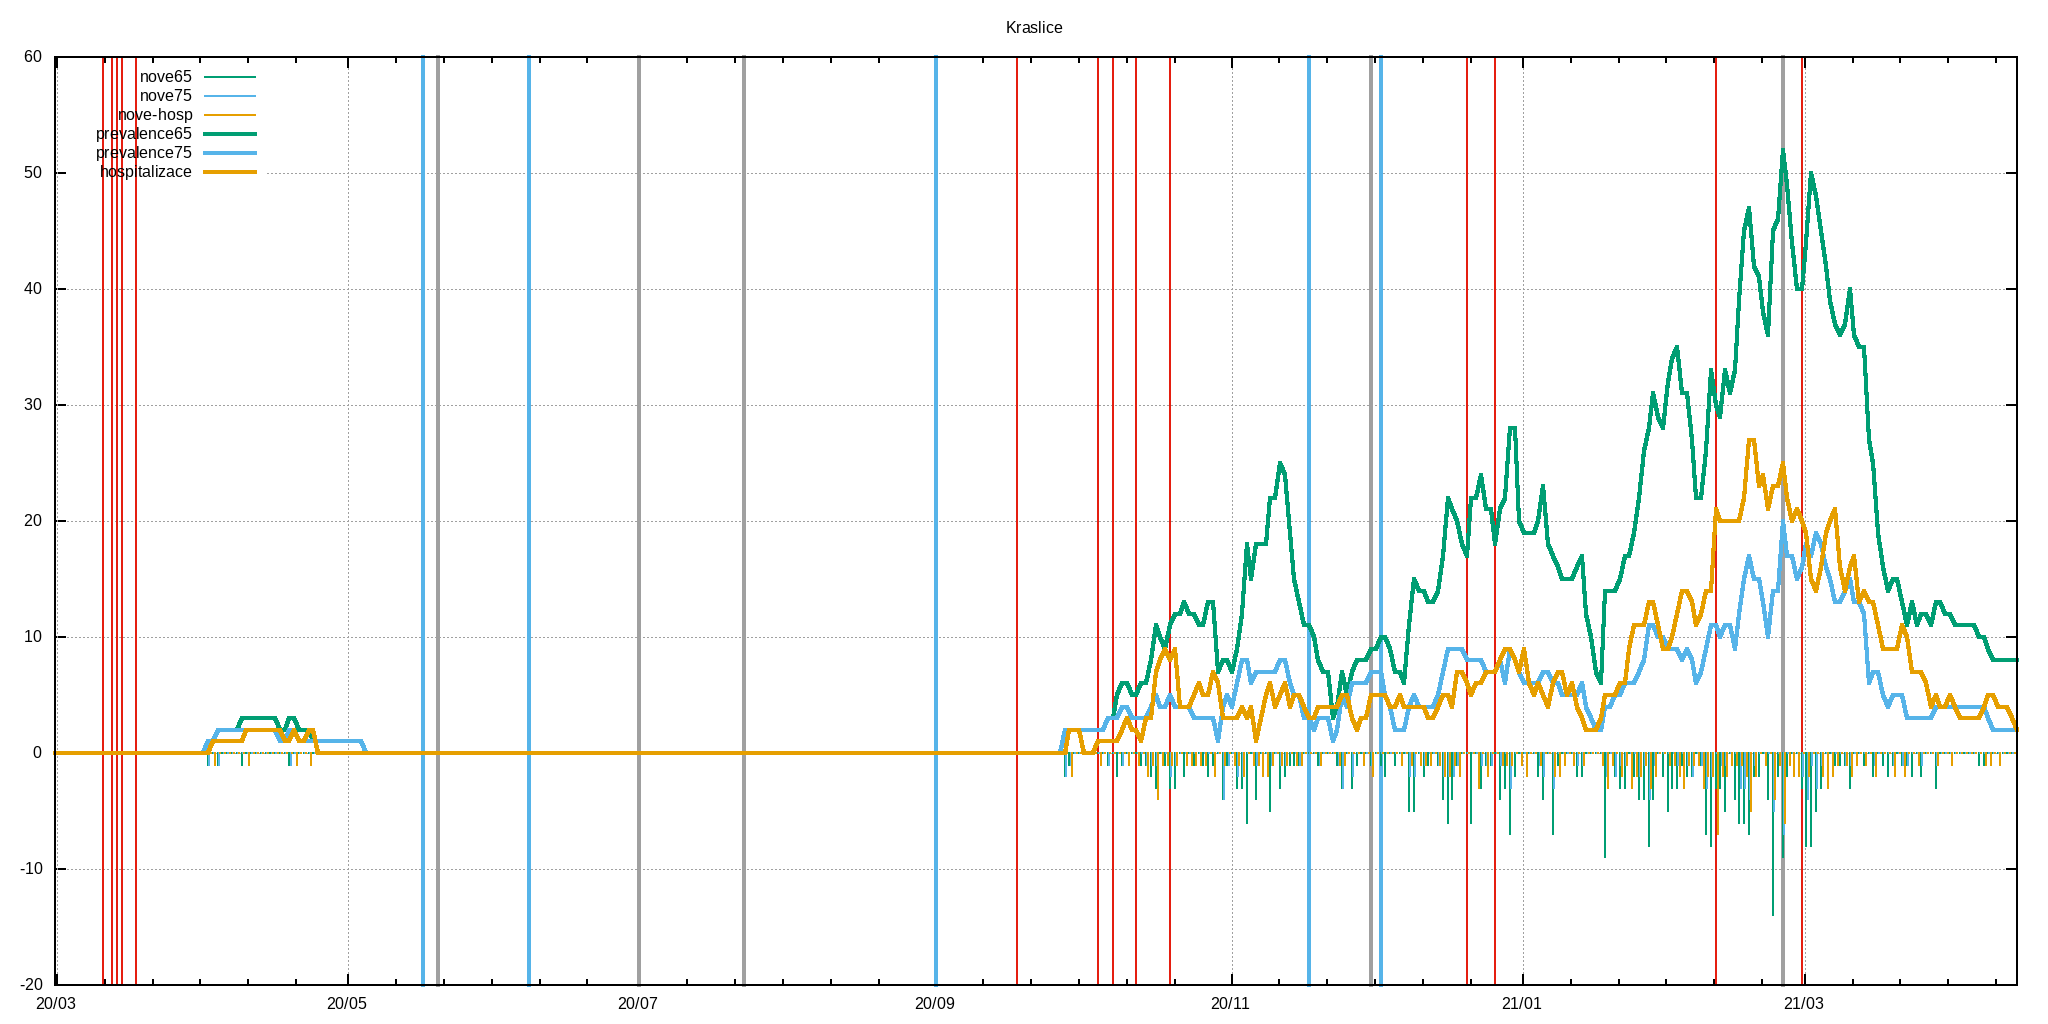 Kraslice
60
nove65
nove75
nove-hosp
prevalence65
prevalence75
hospitalizace
50
40
30
20
10
0
-10
-20
20/03 20/05 20/07 20/09 20/11 21/01 21/03